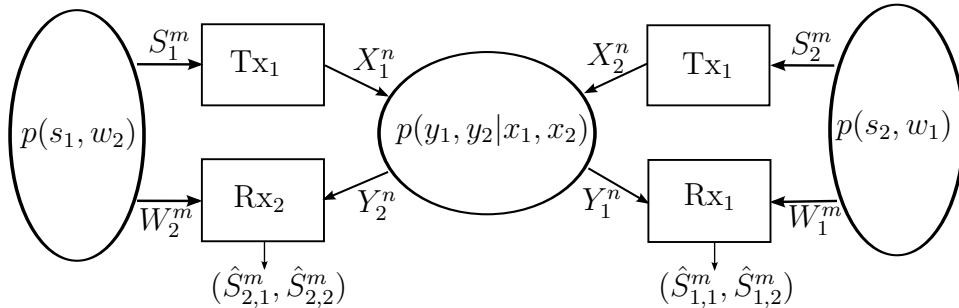 S_1^m
Tx_1
X_1^n
X_2^n
Tx_1
S_2^m
p(s_1, w_2)
p(y_1, y_2|x_1, x_2)
p(s_2, w_1)
W_2^m
Rx_2
Y_2^n
Y_1^n
Rx_1
W_1^m
(Ŝ_{2,1}^m, Ŝ_{2,2}^m)
(Ŝ_{1,1}^m, Ŝ_{1,2}^m)